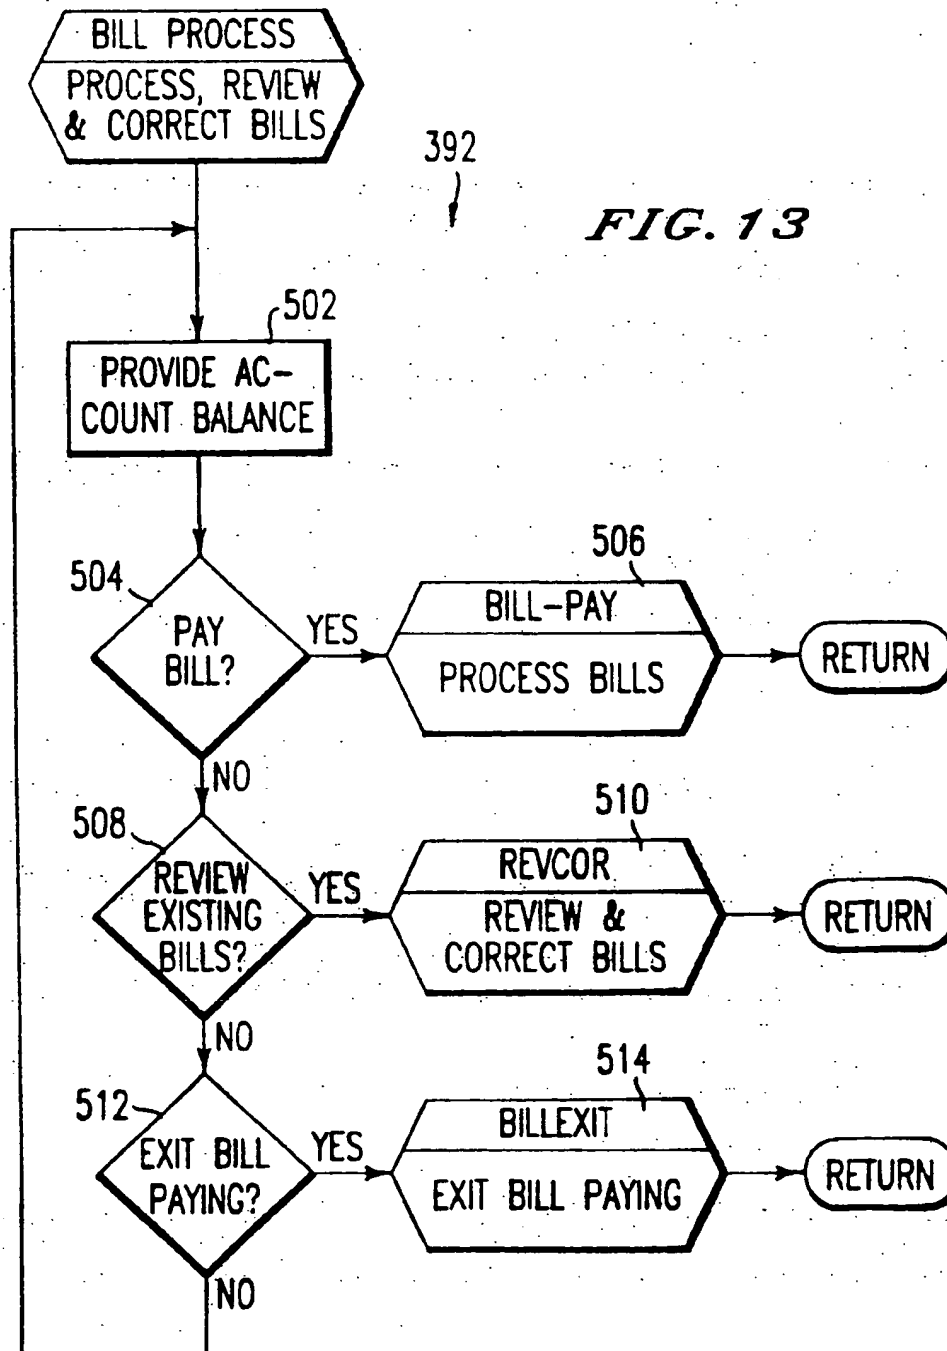 BILL PROCESS
PROCESS, REVIEW
& CORRECT BILLS
392
FIG. 13
502
PROVIDE AC-
COUNT BALANCE
504
PAY
BILL?
YES
506
BILL-PAY
PROCESS BILLS
RETURN
NO
508
REVIEW
EXISTING
BILLS?
YES
510
REVCOR
REVIEW &
CORRECT BILLS
RETURN
NO
512
EXIT BILL
PAYING?
YES
514
BILLEXIT
EXIT BILL PAYING
RETURN
NO